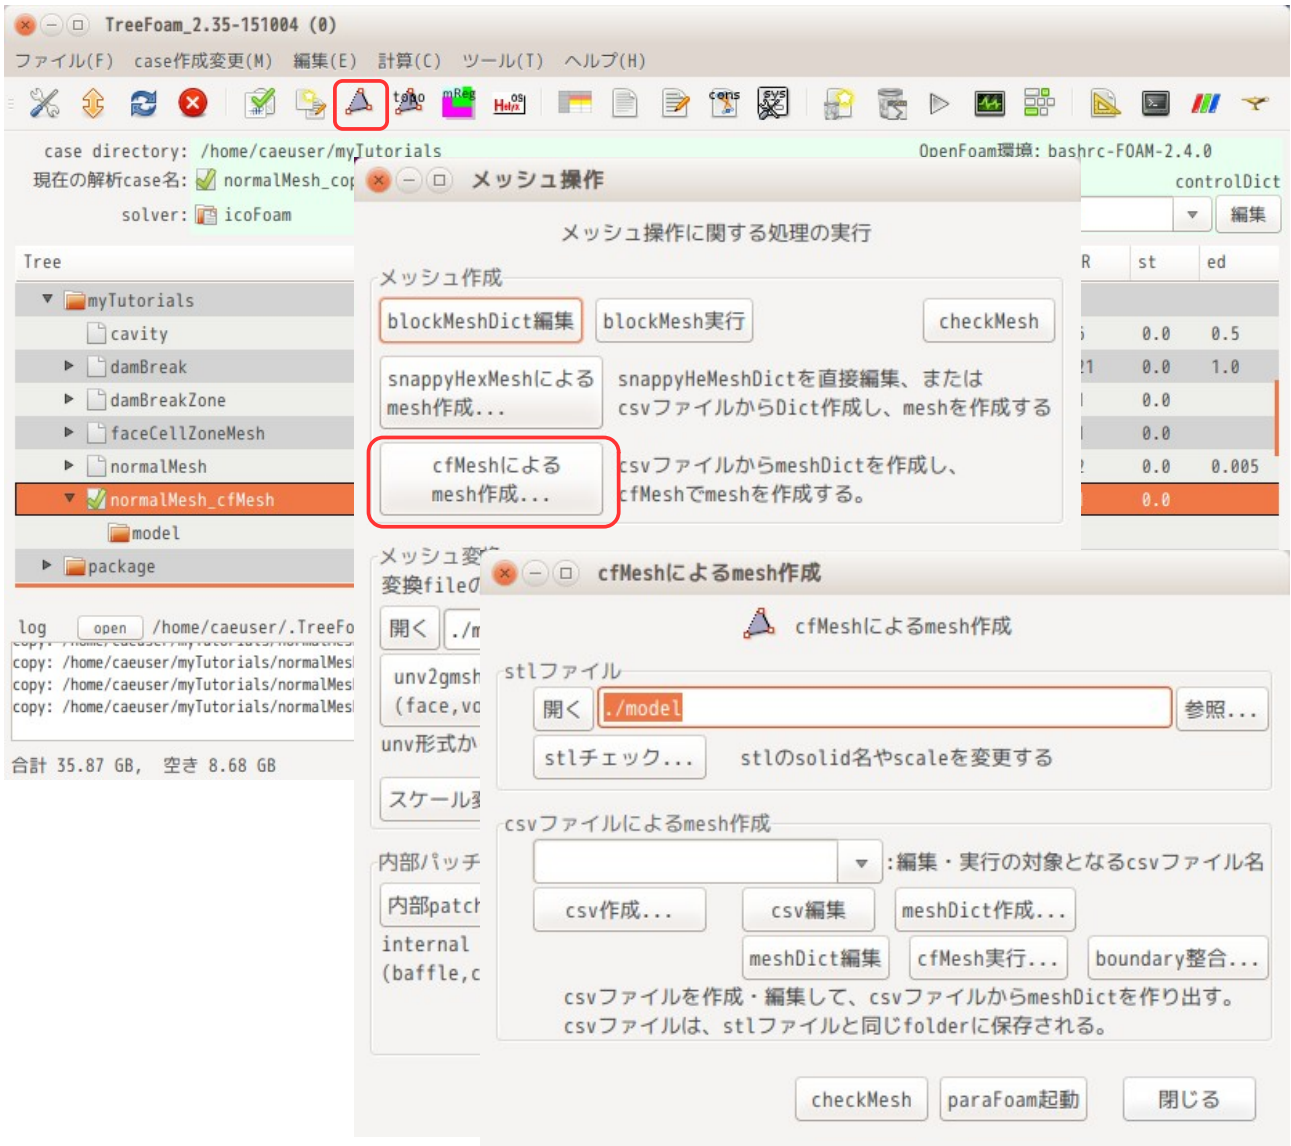 TreeFoam_2.35-151004 (0)
ファイル(F) case作成変更(M) 編集(E) 計算(C) ツール(T) ヘルプ(H)
topo mReg Helyx OS cons sys
case directory: /home/caeuser/myTutorials
OpenFoam環境: bashrc-FOAM-2.4.0
現在の解析case名: normalMesh_cop
controlDict
solver: icoFoam
編集
Tree
R st ed
myTutorials
cavity
0.0 0.5
damBreak
21 0.0 1.0
damBreakZone
0.0
faceCellZoneMesh
0.0
normalMesh
0.0 0.005
normalMesh_cfMesh
0.0
model
package
log open /home/caeuser/.TreeFo
copy: /home/caeuser/myTutorials/normalMes
copy: /home/caeuser/myTutorials/normalMes
copy: /home/caeuser/myTutorials/normalMes
合計 35.87 GB, 空き 8.68 GB
メッシュ操作
メッシュ操作に関する処理の実行
メッシュ作成
blockMeshDict編集 blockMesh実行 checkMesh
snappyHexMeshによる
mesh作成...
snappyHeMeshDictを直接編集、または
csvファイルからDict作成し、meshを作成する
cfMeshによる
mesh作成...
csvファイルからmeshDictを作成し、
cfMeshでmeshを作成する。
メッシュ変換
変換fileの
開く ./m
unv2gmsh
(face,vo
unv形式か
スケール変
内部パッチ
内部patch
internal
(baffle,c
cfMeshによるmesh作成
cfMeshによるmesh作成
stlファイル
開く ./model 参照...
stlチェック... stlのsolid名やscaleを変更する
csvファイルによるmesh作成
:編集・実行の対象となるcsvファイル名
csv作成... csv編集 meshDict作成...
meshDict編集 cfMesh実行... boundary整合...
csvファイルを作成・編集して、csvファイルからmeshDictを作り出す。
csvファイルは、stlファイルと同じfolderに保存される。
checkMesh paraFoam起動 閉じる